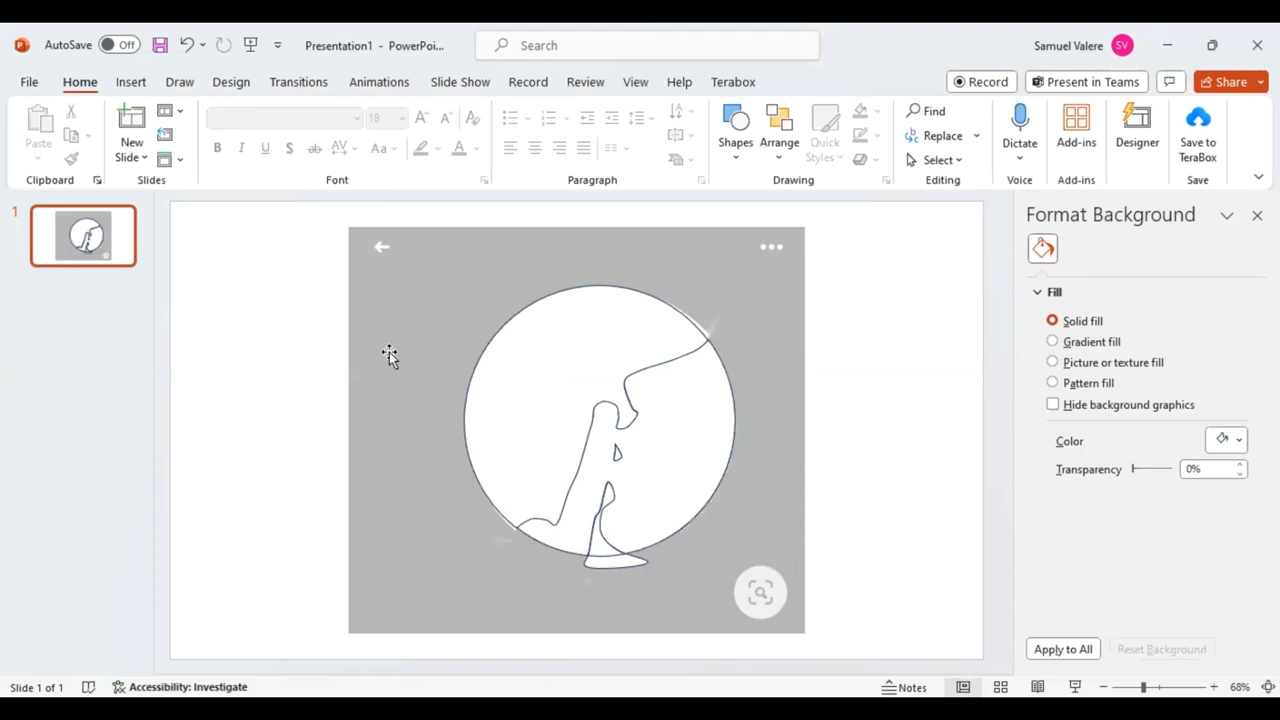 AutoSave Off Presentation1 - PowerPoi... Search Samuel Valere SV
File Home Insert Draw Design Transitions Animations Slide Show Record Review View Help Terabox Record Present in Teams Share
Paste New Slide 18 Shapes Arrange Quick Styles Find Replace Select Dictate Add-ins Designer Save to TeraBox
B I U S ab AV Aa A
Clipboard Slides Font Paragraph Drawing Editing Voice Add-ins Save
1
Format Background
Fill
Solid fill
Gradient fill
Picture or texture fill
Pattern fill
Hide background graphics
Color
Transparency 0%
Apply to All Reset Background
Slide 1 of 1 Accessibility: Investigate Notes 68%